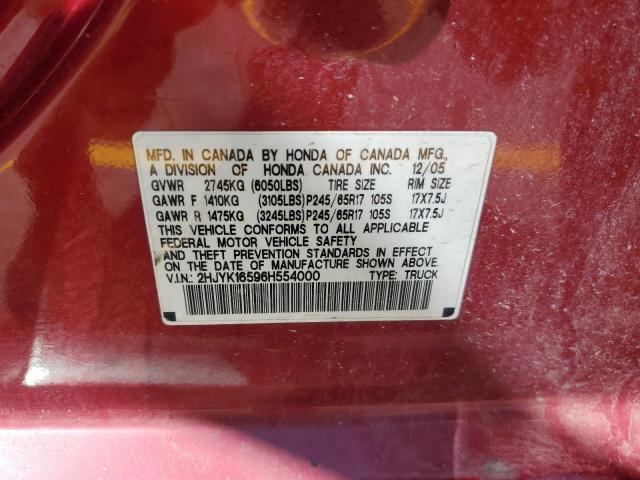 MFD. IN CANADA BY HONDA OF CANADA MFG.,
A DIVISION OF HONDA CANADA INC. 12/05
GVWR 2745KG (6050LBS) TIRE SIZE RIM SIZE
GAWR F 1410KG (3105LBS) P245/65R17 105S 17X7.5J
GAWR R 1475KG (3245LBS) P245/65R17 105S 17X7.5J
THIS VEHICLE CONFORMS TO ALL APPLICABLE
FEDERAL MOTOR VEHICLE SAFETY
AND THEFT PREVENTION STANDARDS IN EFFECT
ON THE DATE OF MANUFACTURE SHOWN ABOVE.
V.I.N.: 2HJYK16596H554000 TYPE: TRUCK